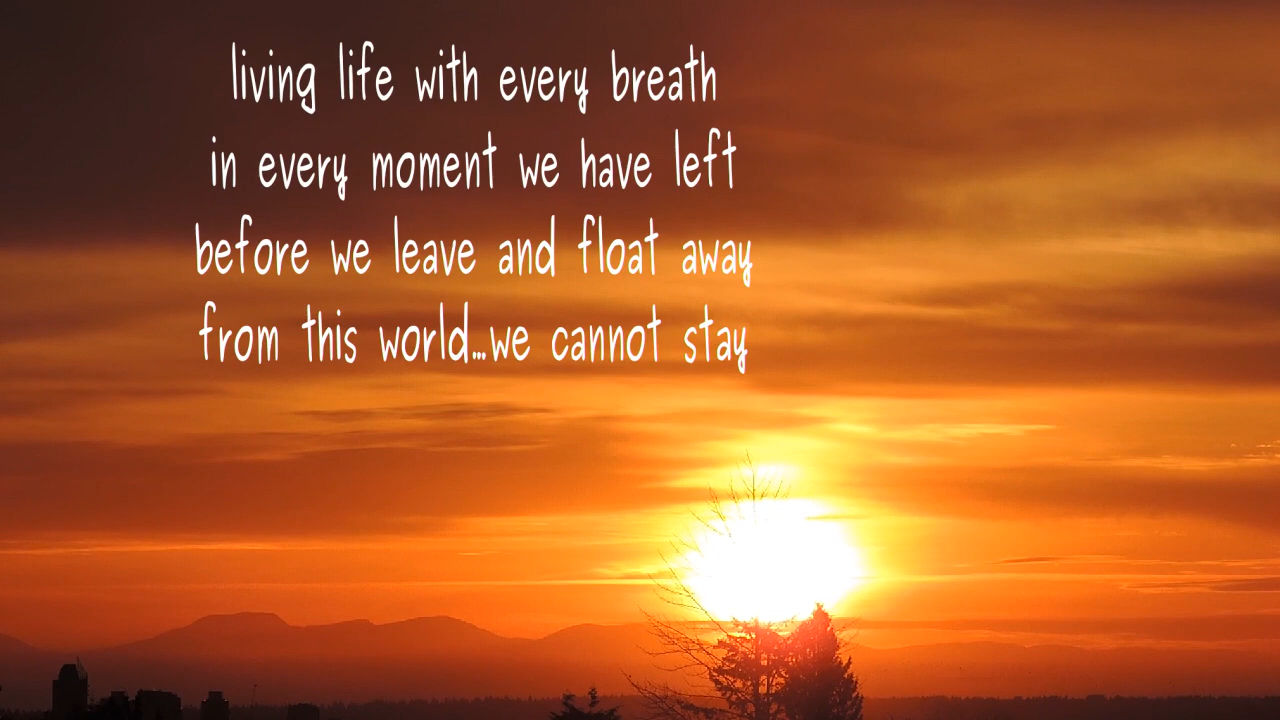 living life with every breath
in every moment we have left
before we leave and float away
from this world...we cannot stay